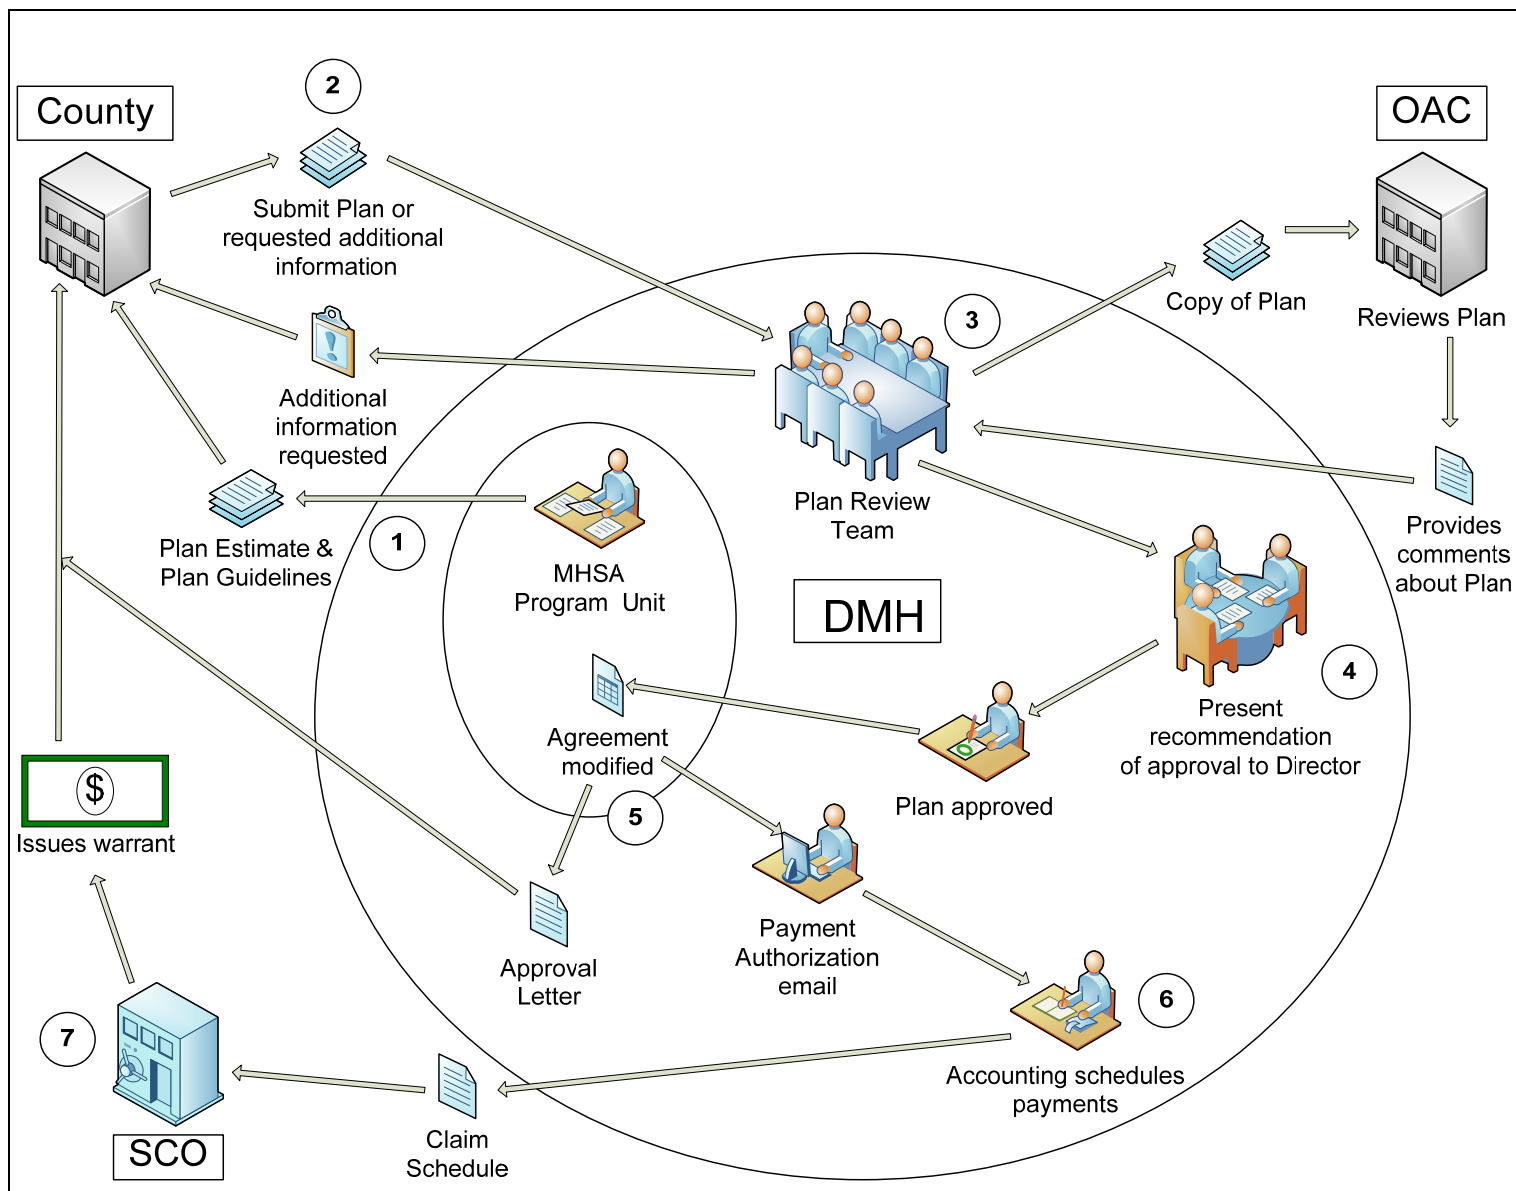 2
County
OAC
Submit Plan or
requested additional
information
Copy of Plan
3
Reviews Plan
Additional
information
requested
Plan Review
Team
1
Plan Estimate &
Plan Guidelines
MHSA
Program Unit
Provides
comments
about Plan
DMH
4
Present
recommendation
of approval to Director
Agreement
modified
Plan approved
5
$
Issues warrant
Payment
Authorization
email
Approval
Letter
6
7
Accounting schedules
payments
SCO
Claim
Schedule